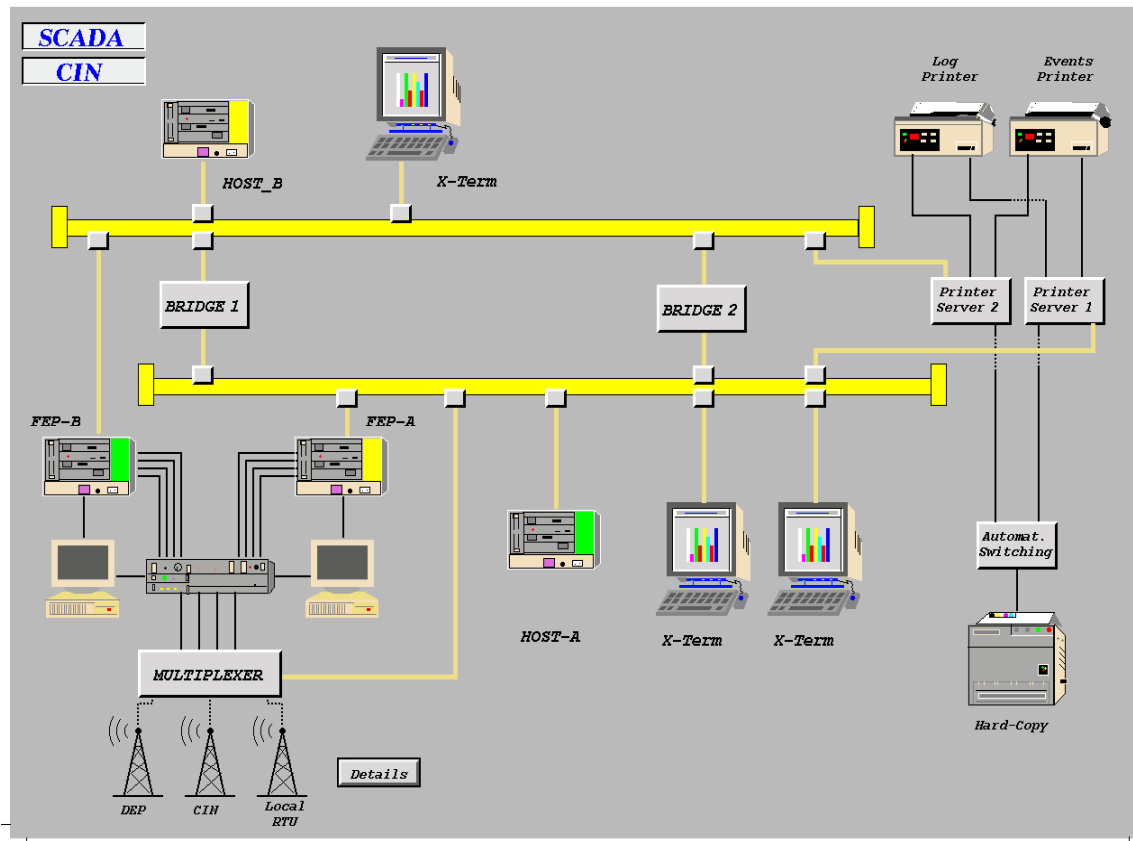 SCADA
CIN
Log
Printer
Events
Printer
HOST_B
X-Term
BRIDGE 1
BRIDGE 2
Printer
Server 2
Printer
Server 1
FEP-B
FEP-A
Automat.
Switching
HOST-A
X-Term
X-Term
MULTIPLEXER
Hard-Copy
Details
DEP
CIN
Local
RTU